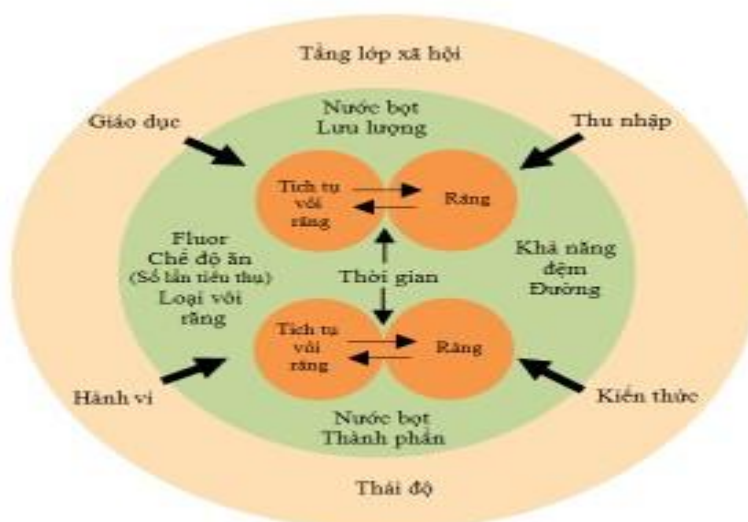 Tầng lớp xã hội
Giáo dục
Thu nhập
Nước bọt
Lưu lượng
Tích tụ
vôi
răng
Răng
Fluor
Chế độ ăn
(Số lần tiêu thụ)
Loại vôi
răng
Thời gian
Khả năng
đệm
Đường
Tích tụ
vôi
răng
Răng
Hành vi
Kiến thức
Nước bọt
Thành phần
Thái độ